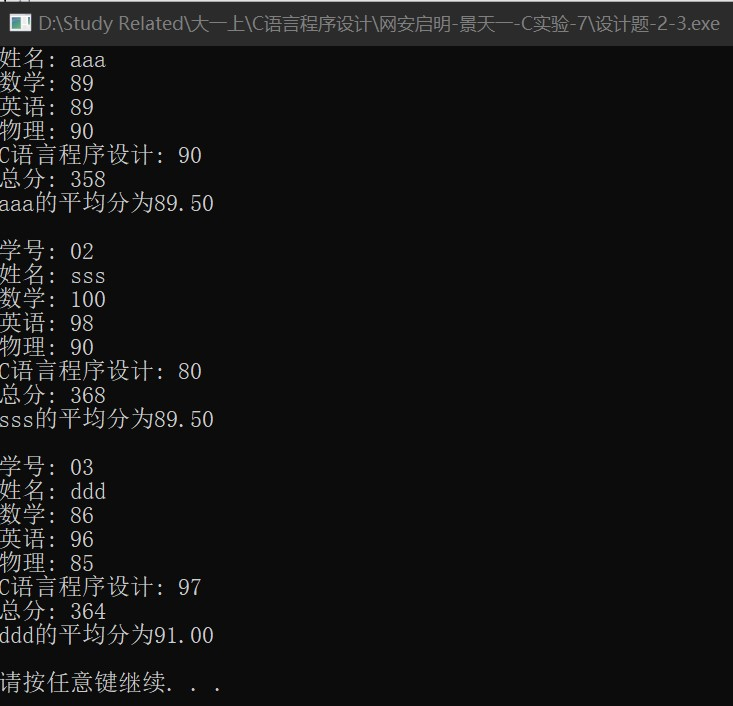 D:\Study Related\大一上\C语言程序设计\网安启明-景天一-C实验-7\设计题-2-3.exe
姓名: aaa
数学: 89
英语: 89
物理: 90
C语言程序设计: 90
总分: 358
aaa的平均分为89.50
学号: 02
姓名: sss
数学: 100
英语: 98
物理: 90
C语言程序设计: 80
总分: 368
sss的平均分为89.50
学号: 03
姓名: ddd
数学: 86
英语: 96
物理: 85
C语言程序设计: 97
总分: 364
ddd的平均分为91.00
请按任意键继续. . .